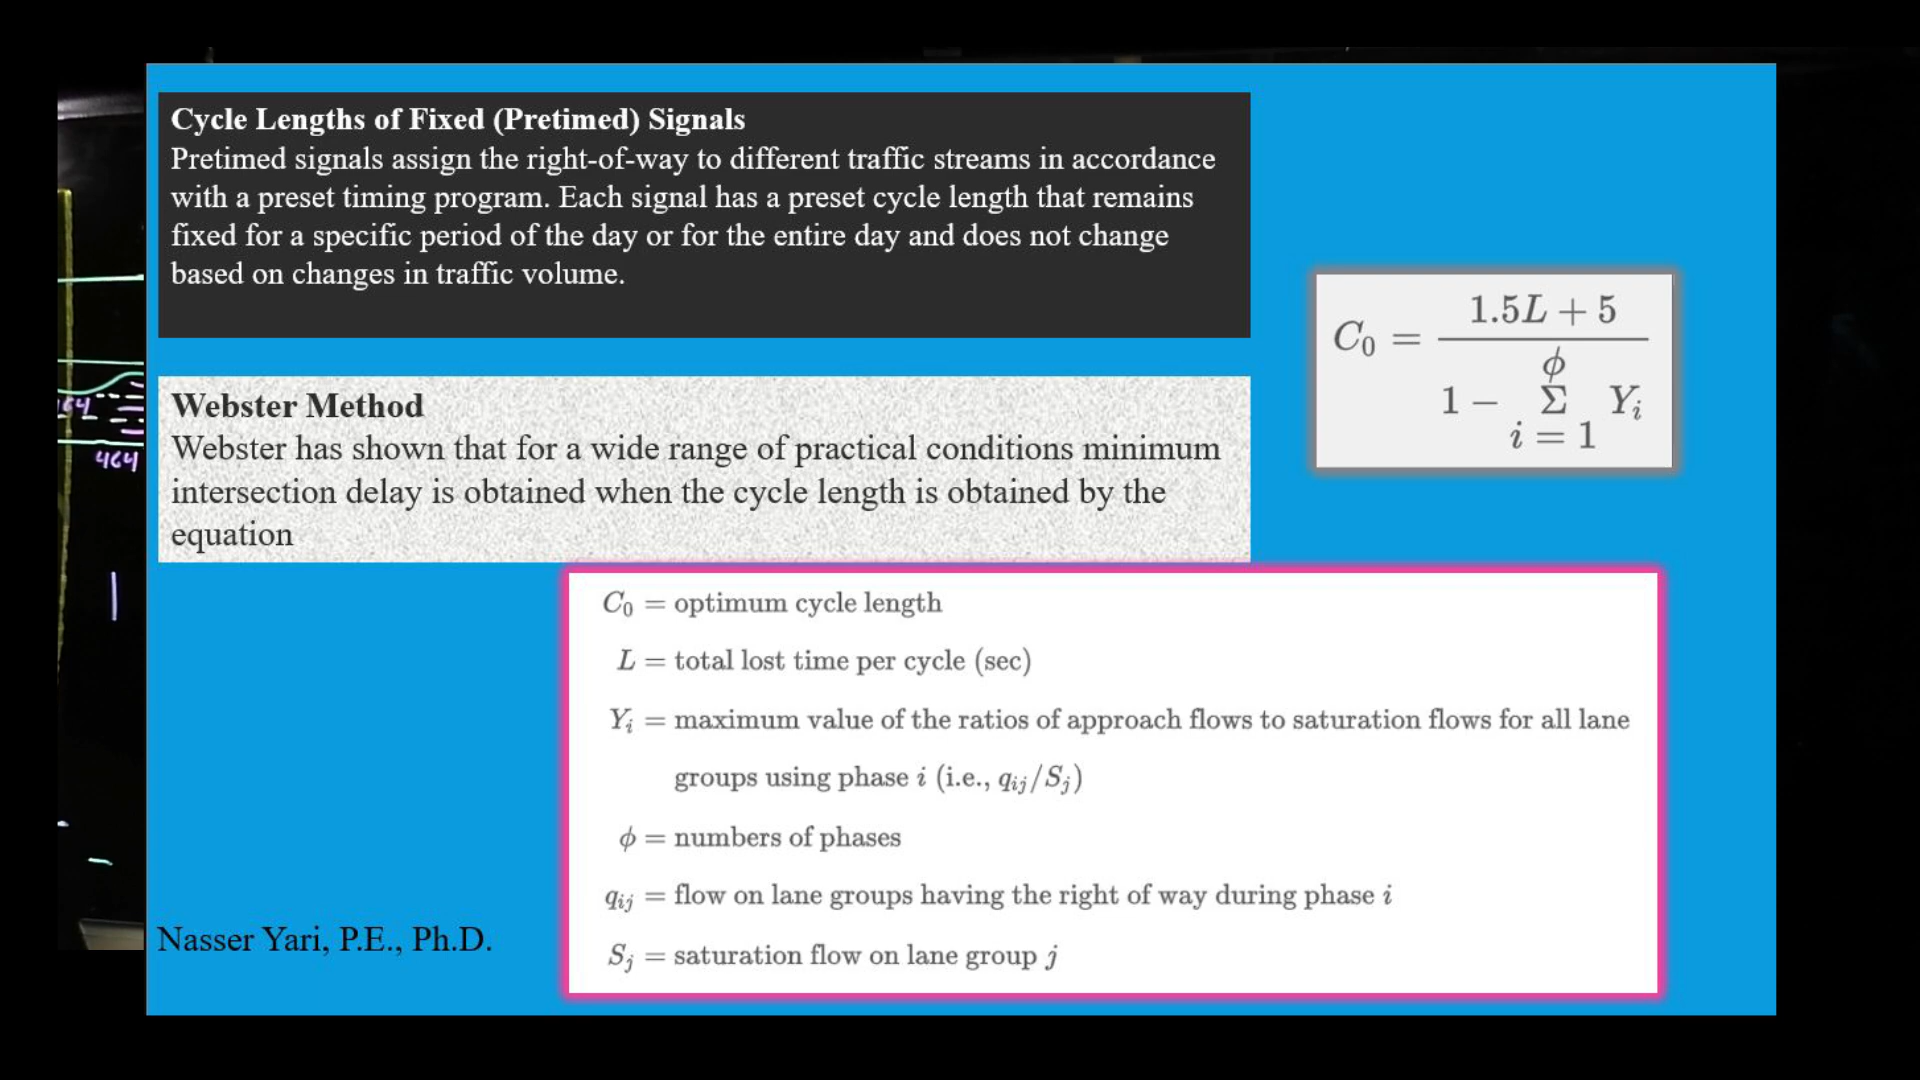 Cycle Lengths of Fixed (Pretimed) Signals
Pretimed signals assign the right-of-way to different traffic streams in accordance
with a preset timing program. Each signal has a preset cycle length that remains
fixed for a specific period of the day or for the entire day and does not change
based on changes in traffic volume.
C₀ = (1.5L + 5) / (1 − Σ_{i = 1}^{ϕ} Yᵢ)
Webster Method
Webster has shown that for a wide range of practical conditions minimum
intersection delay is obtained when the cycle length is obtained by the
equation
464
C₀ = optimum cycle length
L = total lost time per cycle (sec)
Yᵢ = maximum value of the ratios of approach flows to saturation flows for all lane
groups using phase i (i.e., qᵢⱼ/Sⱼ)
ϕ = numbers of phases
qᵢⱼ = flow on lane groups having the right of way during phase i
Sⱼ = saturation flow on lane group j
Nasser Yari, P.E., Ph.D.